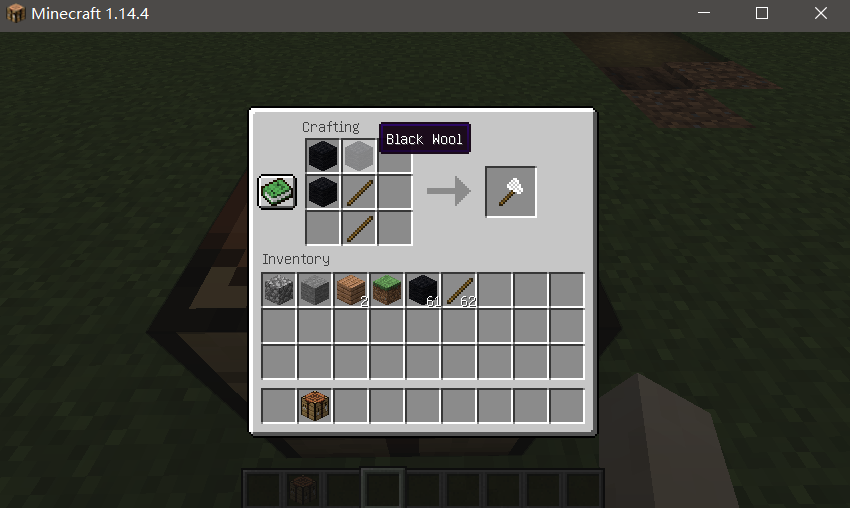 Minecraft 1.14.4
Crafting
Black Wool
Inventory
2
61
62